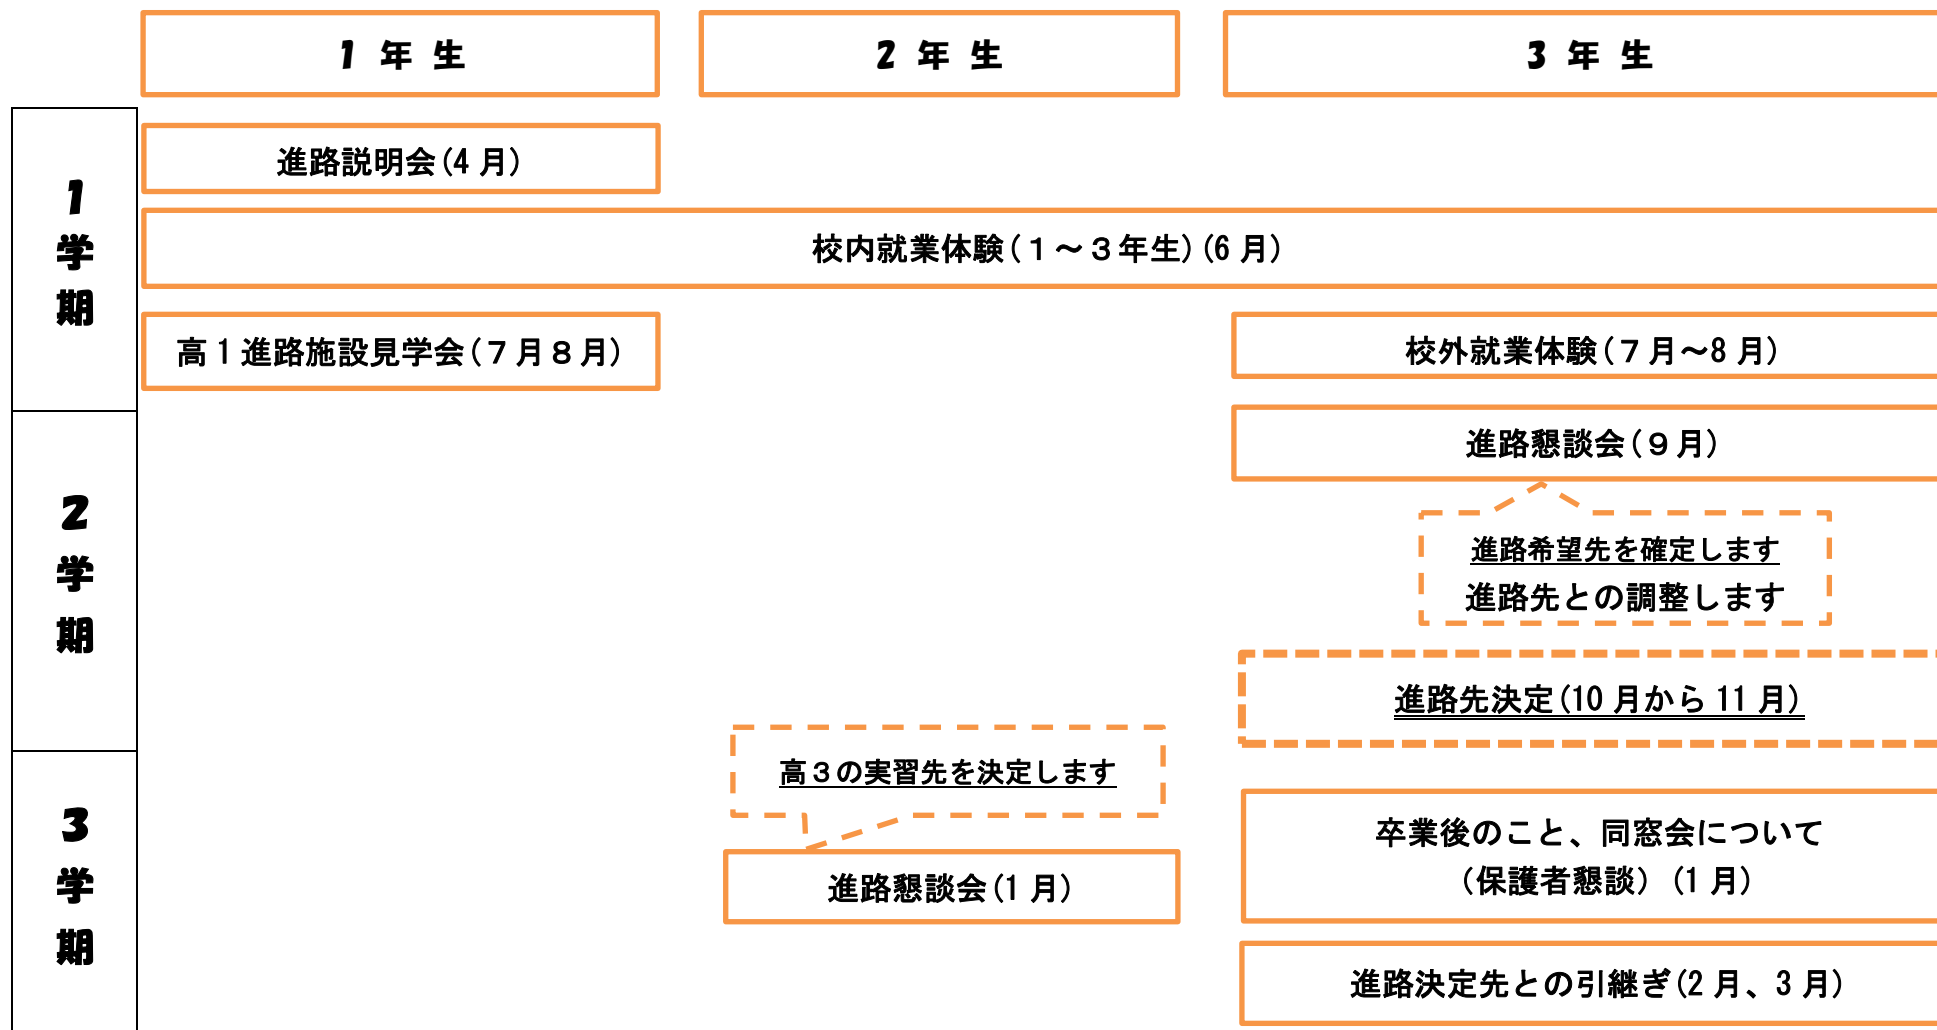 1 年 生
2 年 生
3 年 生
1学期
進路説明会(4月)
校内就業体験(１～３年生)(6月)
高１進路施設見学会(７月８月)
校外就業体験(７月～8月)
2学期
進路懇談会(９月)
進路希望先を確定します
進路先との調整します
進路先決定(10月から11月)
3学期
高３の実習先を決定します
進路懇談会(1月)
卒業後のこと、同窓会について
（保護者懇談）(1月)
進路決定先との引継ぎ(2月、3月)